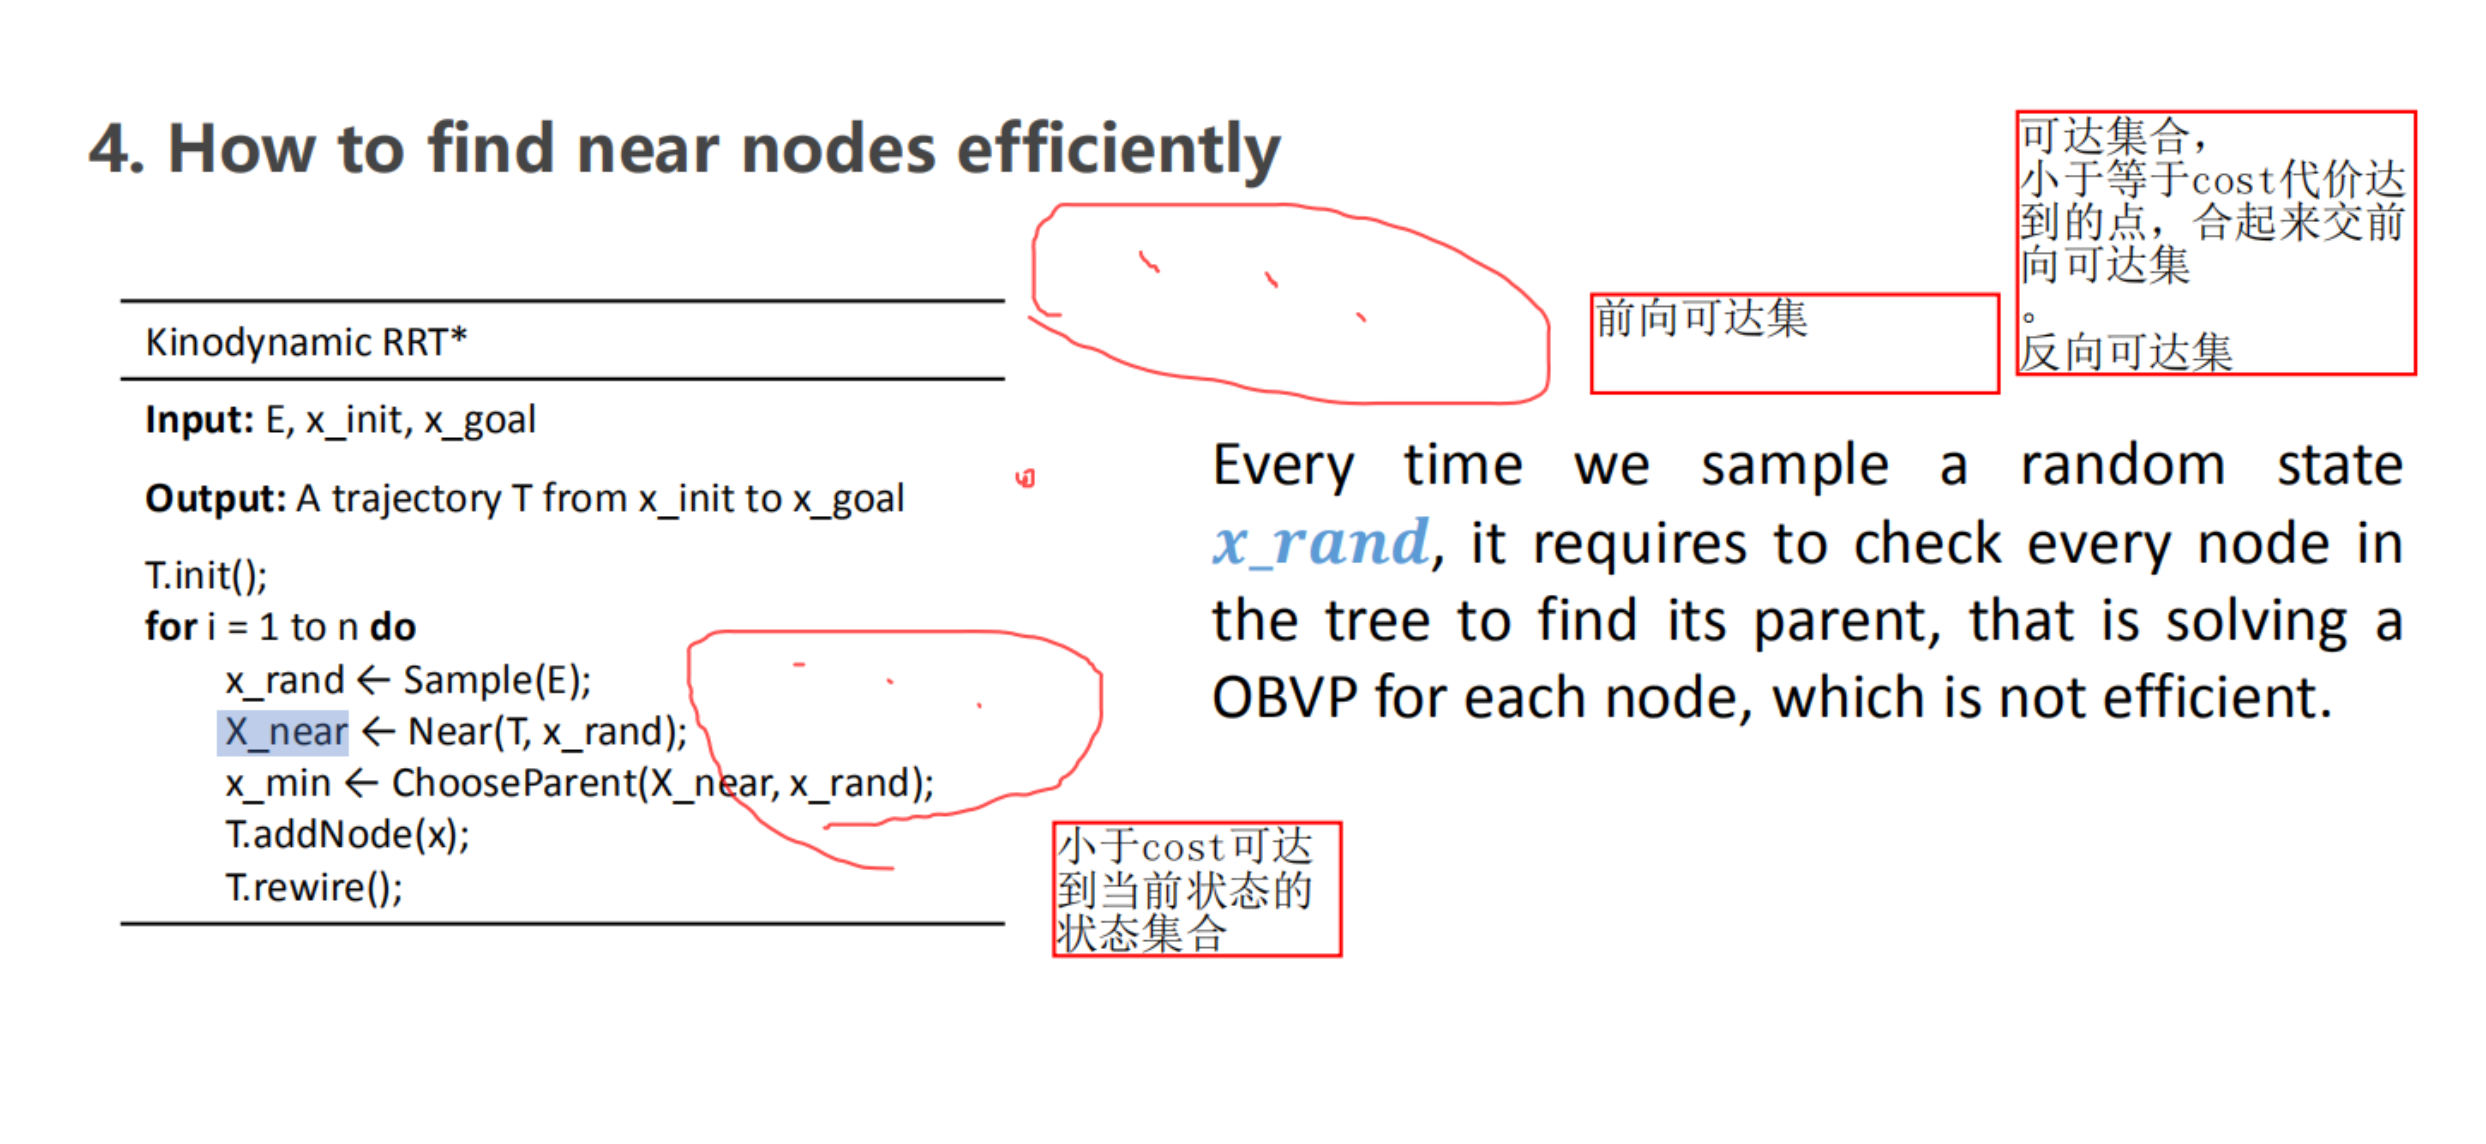 4. How to find near nodes efficiently
可达集合，
小于等于cost代价达
到的点，合起来交前
向可达集
。
反向可达集
前向可达集
Kinodynamic RRT*
Input: E, x_init, x_goal
Output: A trajectory T from x_init to x_goal
T.init();
for i = 1 to n do
x_rand ← Sample(E);
X_near ← Near(T, x_rand);
x_min ← ChooseParent(X_near, x_rand);
T.addNode(x);
T.rewire();
Every time we sample a random state
x_rand, it requires to check every node in
the tree to find its parent, that is solving a
OBVP for each node, which is not efficient.
小于cost可达
到当前状态的
状态集合